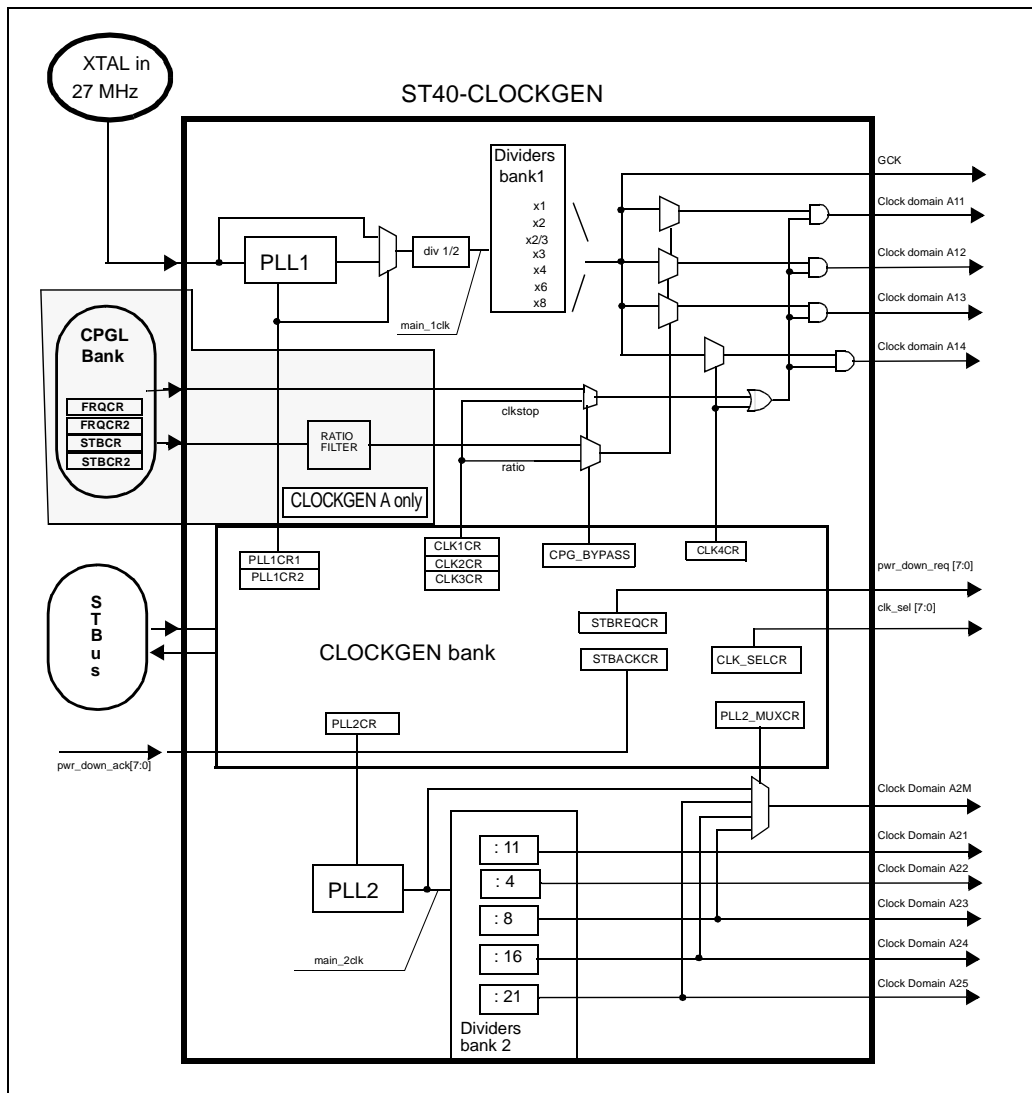 XTAL in
27 MHz
ST40-CLOCKGEN
Dividers
bank1
x1
x2
x2/3
x3
x4
x6
x8
GCK
Clock domain A11
Clock domain A12
Clock domain A13
Clock domain A14
PLL1
div 1/2
main_1clk
CPGL
Bank
FRQCR
FRQCR2
STBCR
STBCR2
RATIO
FILTER
clkstop
ratio
CLOCKGEN A only
PLL1CR1
PLL1CR2
CLK1CR
CLK2CR
CLK3CR
CPG_BYPASS
CLK4CR
pwr_down_req [7:0]
clk_sel [7:0]
S
T
B
u
s
STBREQCR
STBACKCR
CLK_SELCR
CLOCKGEN bank
PLL2CR
PLL2_MUXCR
pwr_down_ack[7:0]
Clock Domain A2M
Clock Domain A21
Clock Domain A22
Clock Domain A23
Clock Domain A24
Clock Domain A25
PLL2
main_2clk
: 11
: 4
: 8
: 16
: 21
Dividers
bank 2